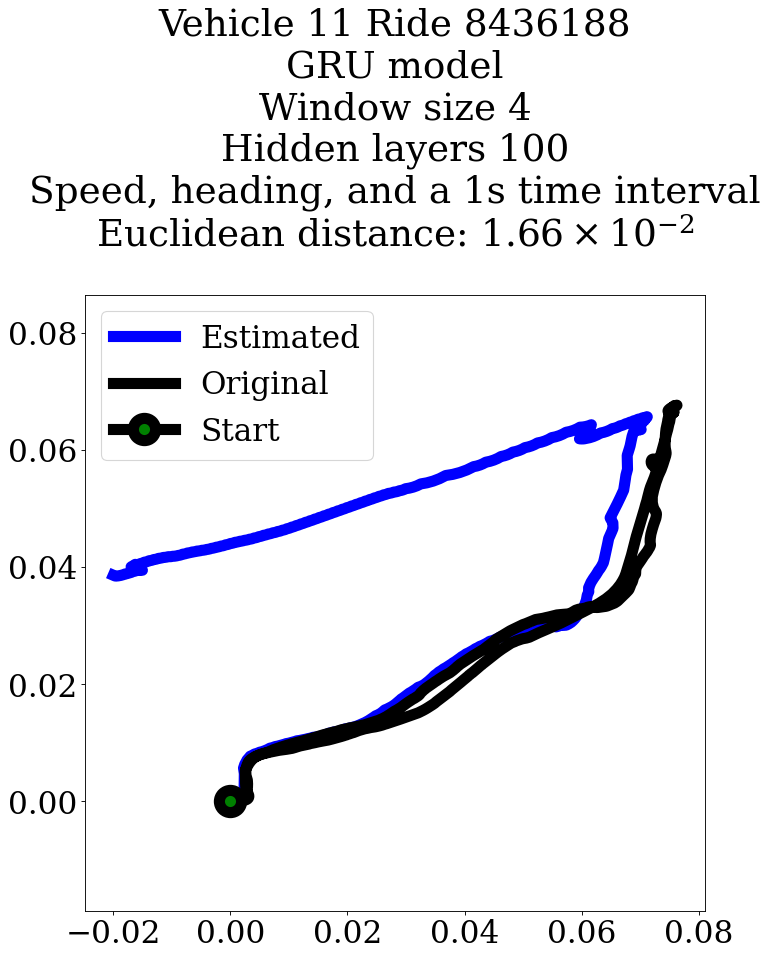 Vehicle 11 Ride 8436188
GRU model
Window size 4
Hidden layers 100
Speed, heading, and a 1s time interval
Euclidean distance: 1.66 × 10⁻²
Estimated
Original
Start
0.08
0.06
0.04
0.02
0.00
−0.02 0.00 0.02 0.04 0.06 0.08